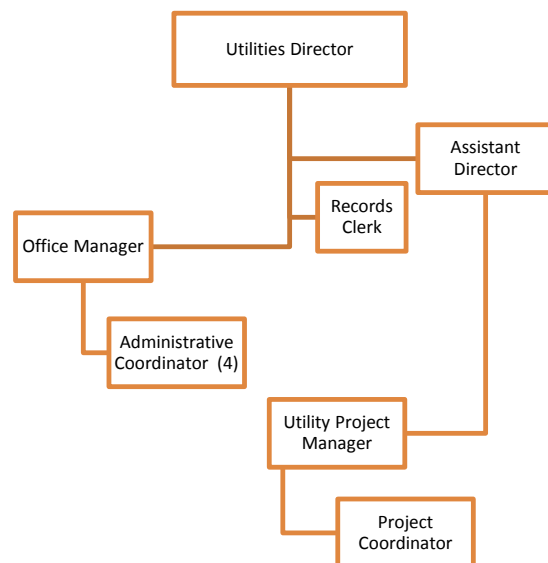 Utilities Director
Assistant
Director
Records
Clerk
Office Manager
Administrative
Coordinator (4)
Utility Project
Manager
Project
Coordinator